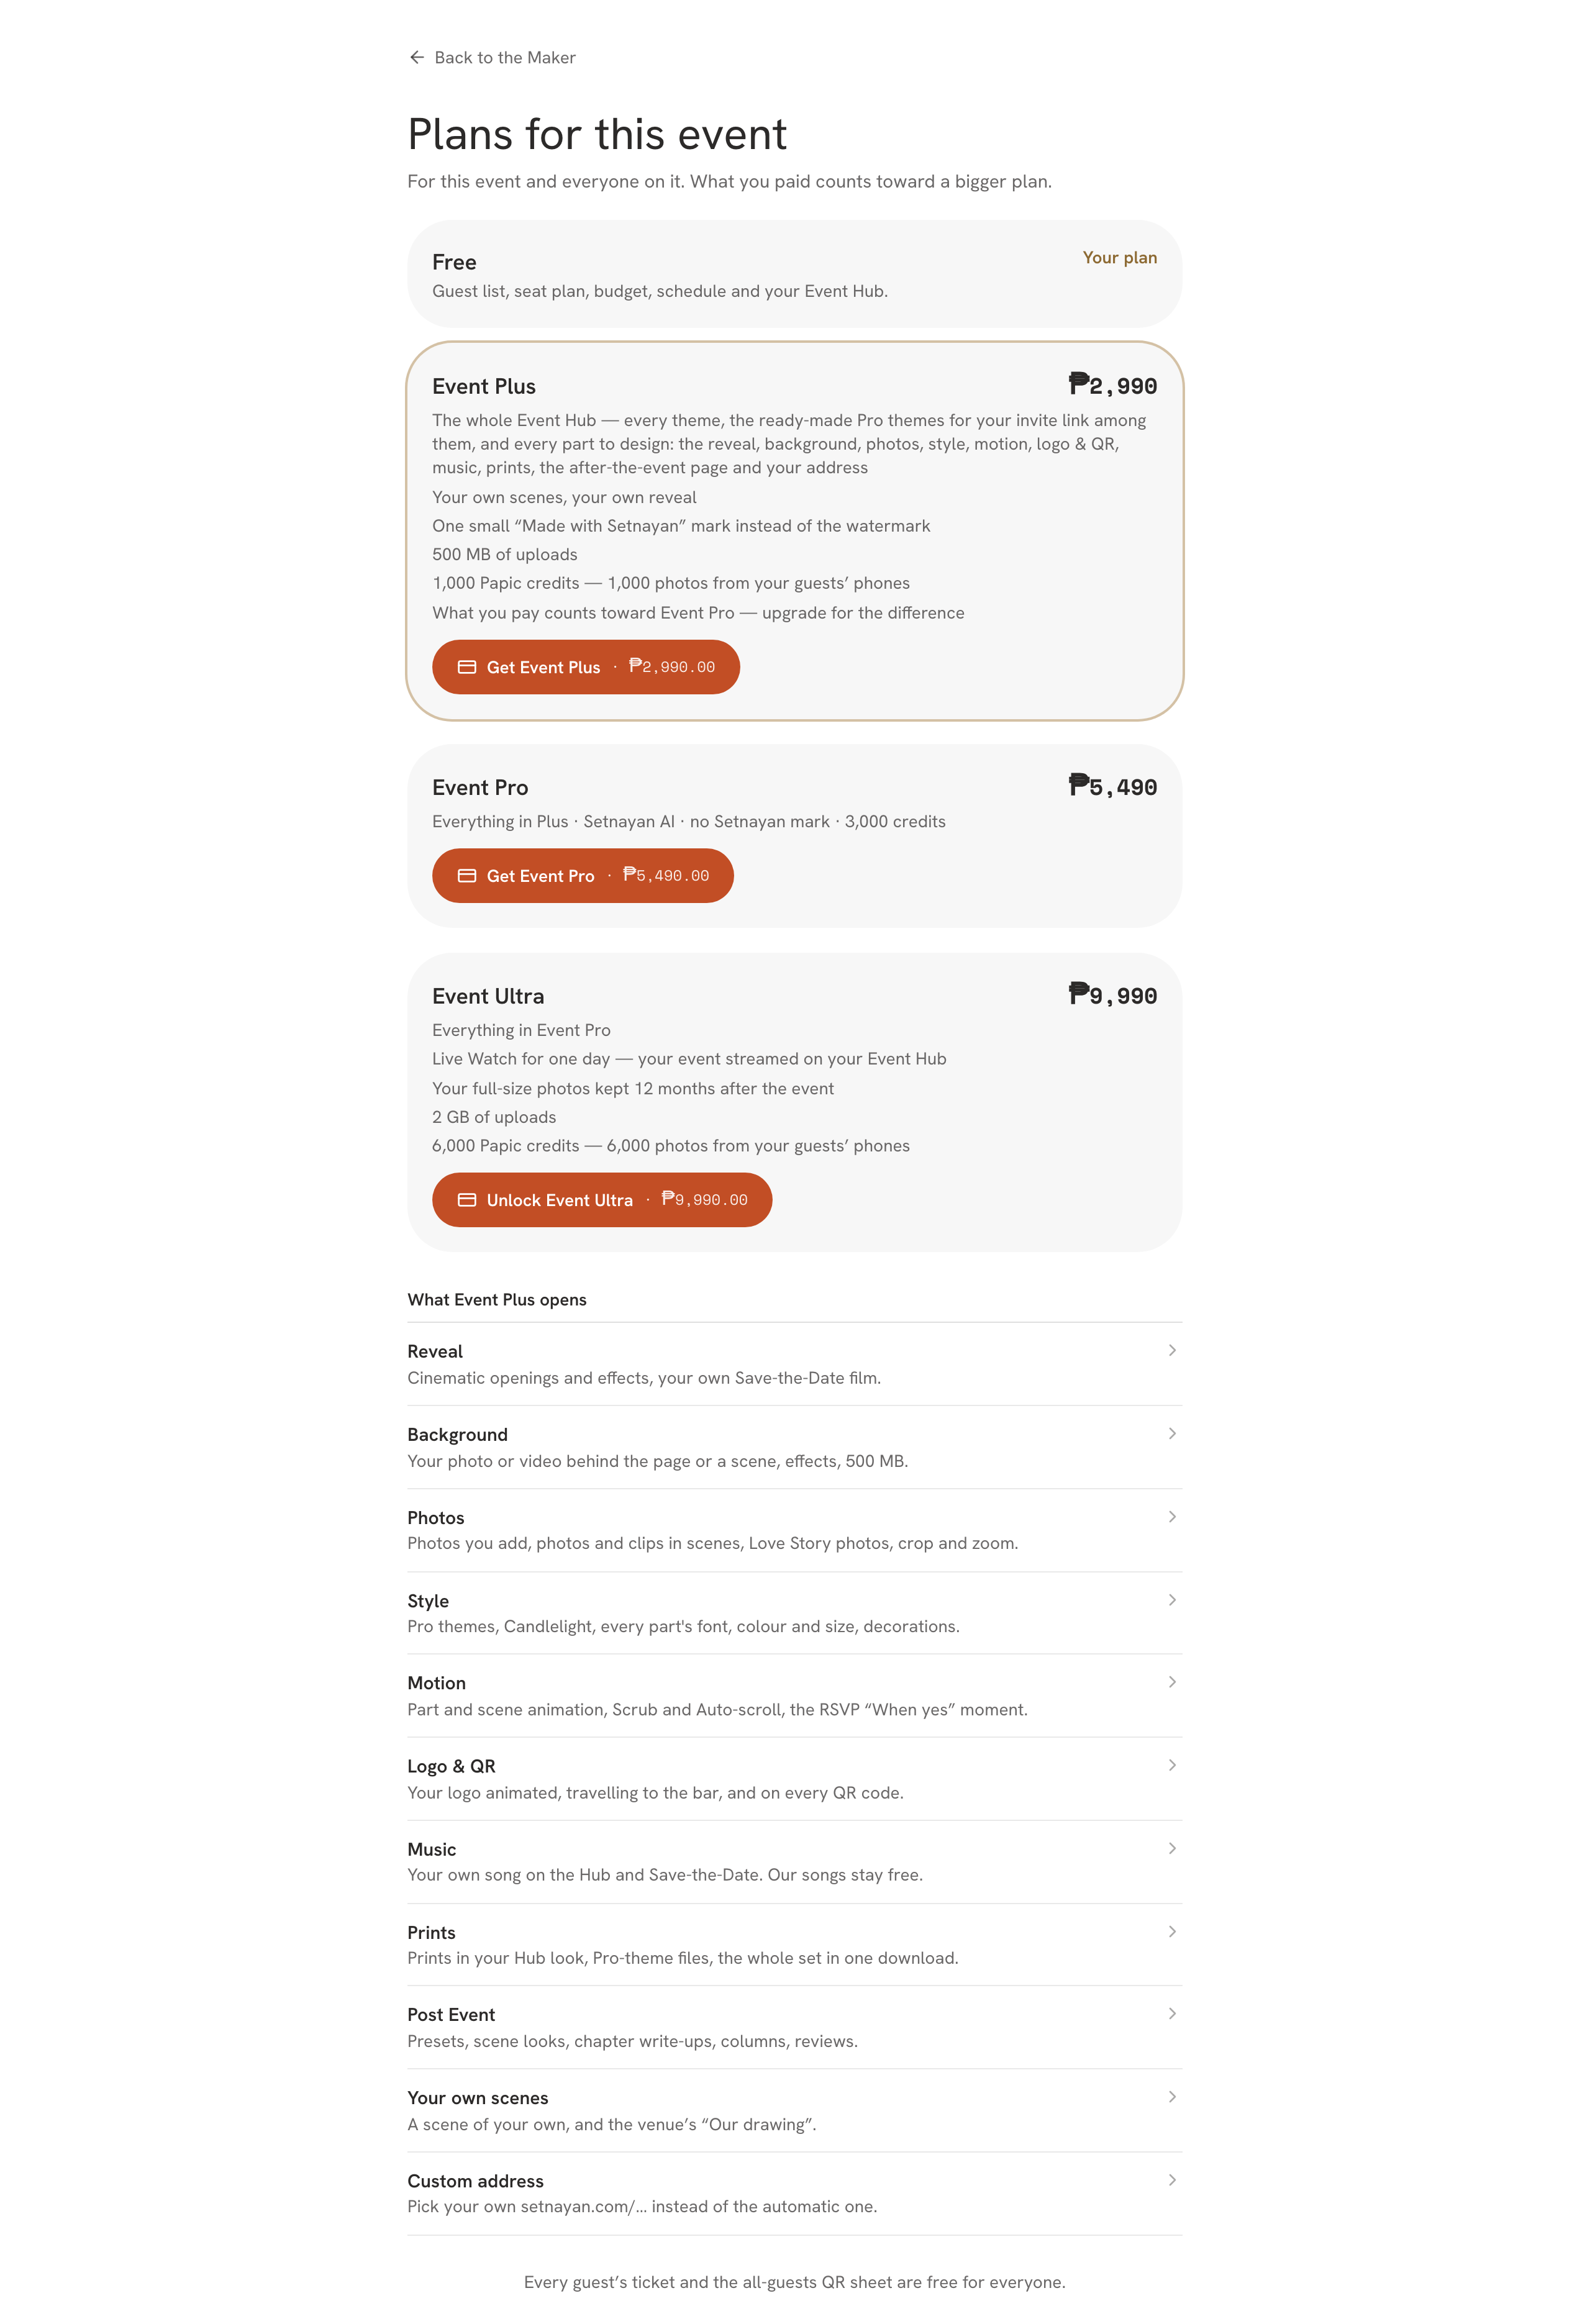 Back to the Maker
Plans for this event
For this event and everyone on it. What you paid counts toward a bigger plan.
Free
Your plan
Guest list, seat plan, budget, schedule and your Event Hub.
Event Plus
₱2,990
The whole Event Hub — every theme, the ready-made Pro themes for your invite link among
them, and every part to design: the reveal, background, photos, style, motion, logo & QR,
music, prints, the after-the-event page and your address
Your own scenes, your own reveal
One small “Made with Setnayan” mark instead of the watermark
500 MB of uploads
1,000 Papic credits — 1,000 photos from your guests’ phones
What you pay counts toward Event Pro — upgrade for the difference
Get Event Plus · ₱2,990.00
Event Pro
₱5,490
Everything in Plus · Setnayan AI · no Setnayan mark · 3,000 credits
Get Event Pro · ₱5,490.00
Event Ultra
₱9,990
Everything in Event Pro
Live Watch for one day — your event streamed on your Event Hub
Your full-size photos kept 12 months after the event
2 GB of uploads
6,000 Papic credits — 6,000 photos from your guests’ phones
Unlock Event Ultra · ₱9,990.00
What Event Plus opens
Reveal
Cinematic openings and effects, your own Save-the-Date film.
Background
Your photo or video behind the page or a scene, effects, 500 MB.
Photos
Photos you add, photos and clips in scenes, Love Story photos, crop and zoom.
Style
Pro themes, Candlelight, every part's font, colour and size, decorations.
Motion
Part and scene animation, Scrub and Auto-scroll, the RSVP “When yes” moment.
Logo & QR
Your logo animated, travelling to the bar, and on every QR code.
Music
Your own song on the Hub and Save-the-Date. Our songs stay free.
Prints
Prints in your Hub look, Pro-theme files, the whole set in one download.
Post Event
Presets, scene looks, chapter write-ups, columns, reviews.
Your own scenes
A scene of your own, and the venue’s “Our drawing”.
Custom address
Pick your own setnayan.com/… instead of the automatic one.
Every guest’s ticket and the all-guests QR sheet are free for everyone.